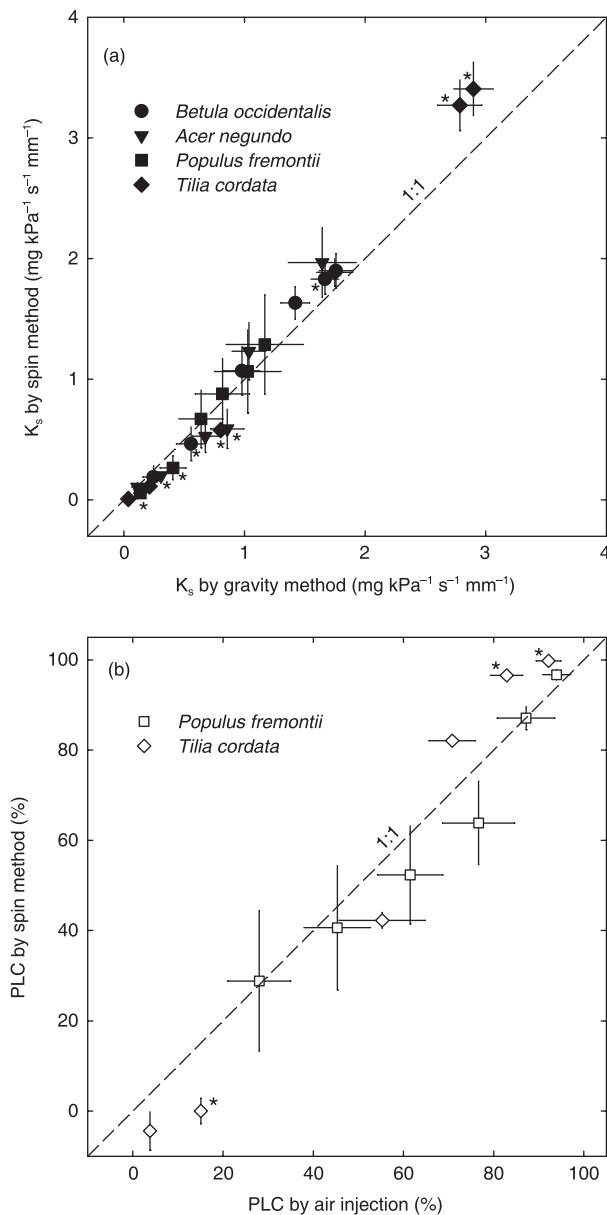 (a)
Betula occidentalis
Acer negundo
Populus fremontii
Tilia cordata
1:1
* * * * * * * * *
4
3
2
1
0
0 1 2 3 4
Kₛ by spin method (mg kPa⁻¹ s⁻¹ mm⁻¹)
Kₛ by gravity method (mg kPa⁻¹ s⁻¹ mm⁻¹)
(b)
Populus fremontii
Tilia cordata
1:1
* * *
100
80
60
40
20
0
0 20 40 60 80 100
PLC by spin method (%)
PLC by air injection (%)